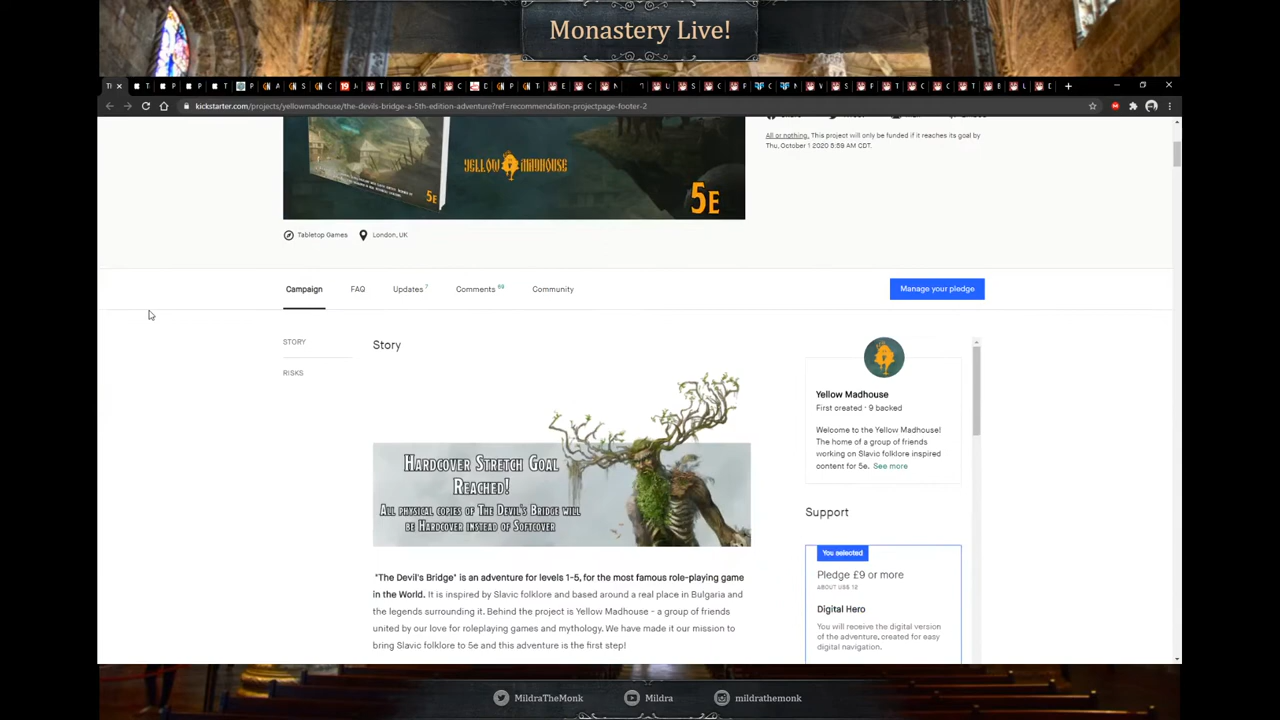 Monastery Live!
kickstarter.com/projects/yellowmadhouse/the-devils-bridge-a-5th-edition-adventure?ref=recommendation-projectpage-footer-2
All or nothing. This project will only be funded if it reaches its goal by
Thu, October 1 2020 8:59 AM CDT.
YELLOW MADHOUSE
5E
5E
Tabletop Games
London, UK
Campaign
FAQ
Updates 7
Comments 69
Community
Manage your pledge
STORY
RISKS
Story
HARDCOVER STRETCH GOAL
REACHED!
ALL PHYSICAL COPIES OF THE DEVIL'S BRIDGE WILL
BE HARDCOVER INSTEAD OF SOFTCOVER
"The Devil's Bridge" is an adventure for levels 1-5, for the most famous role-playing game
in the World. It is inspired by Slavic folklore and based around a real place in Bulgaria and
the legends surrounding it. Behind the project is Yellow Madhouse - a group of friends
united by our love for roleplaying games and mythology. We have made it our mission to
bring Slavic folklore to 5e and this adventure is the first step!
Yellow Madhouse
First created · 9 backed
Welcome to the Yellow Madhouse!
The home of a group of friends
working on Slavic folklore inspired
content for 5e. See more
Support
You selected
Pledge £9 or more
ABOUT US$ 12
Digital Hero
You will receive the digital version
of the adventure, created for easy
digital navigation.
MildraTheMonk
Mildra
mildrathemonk